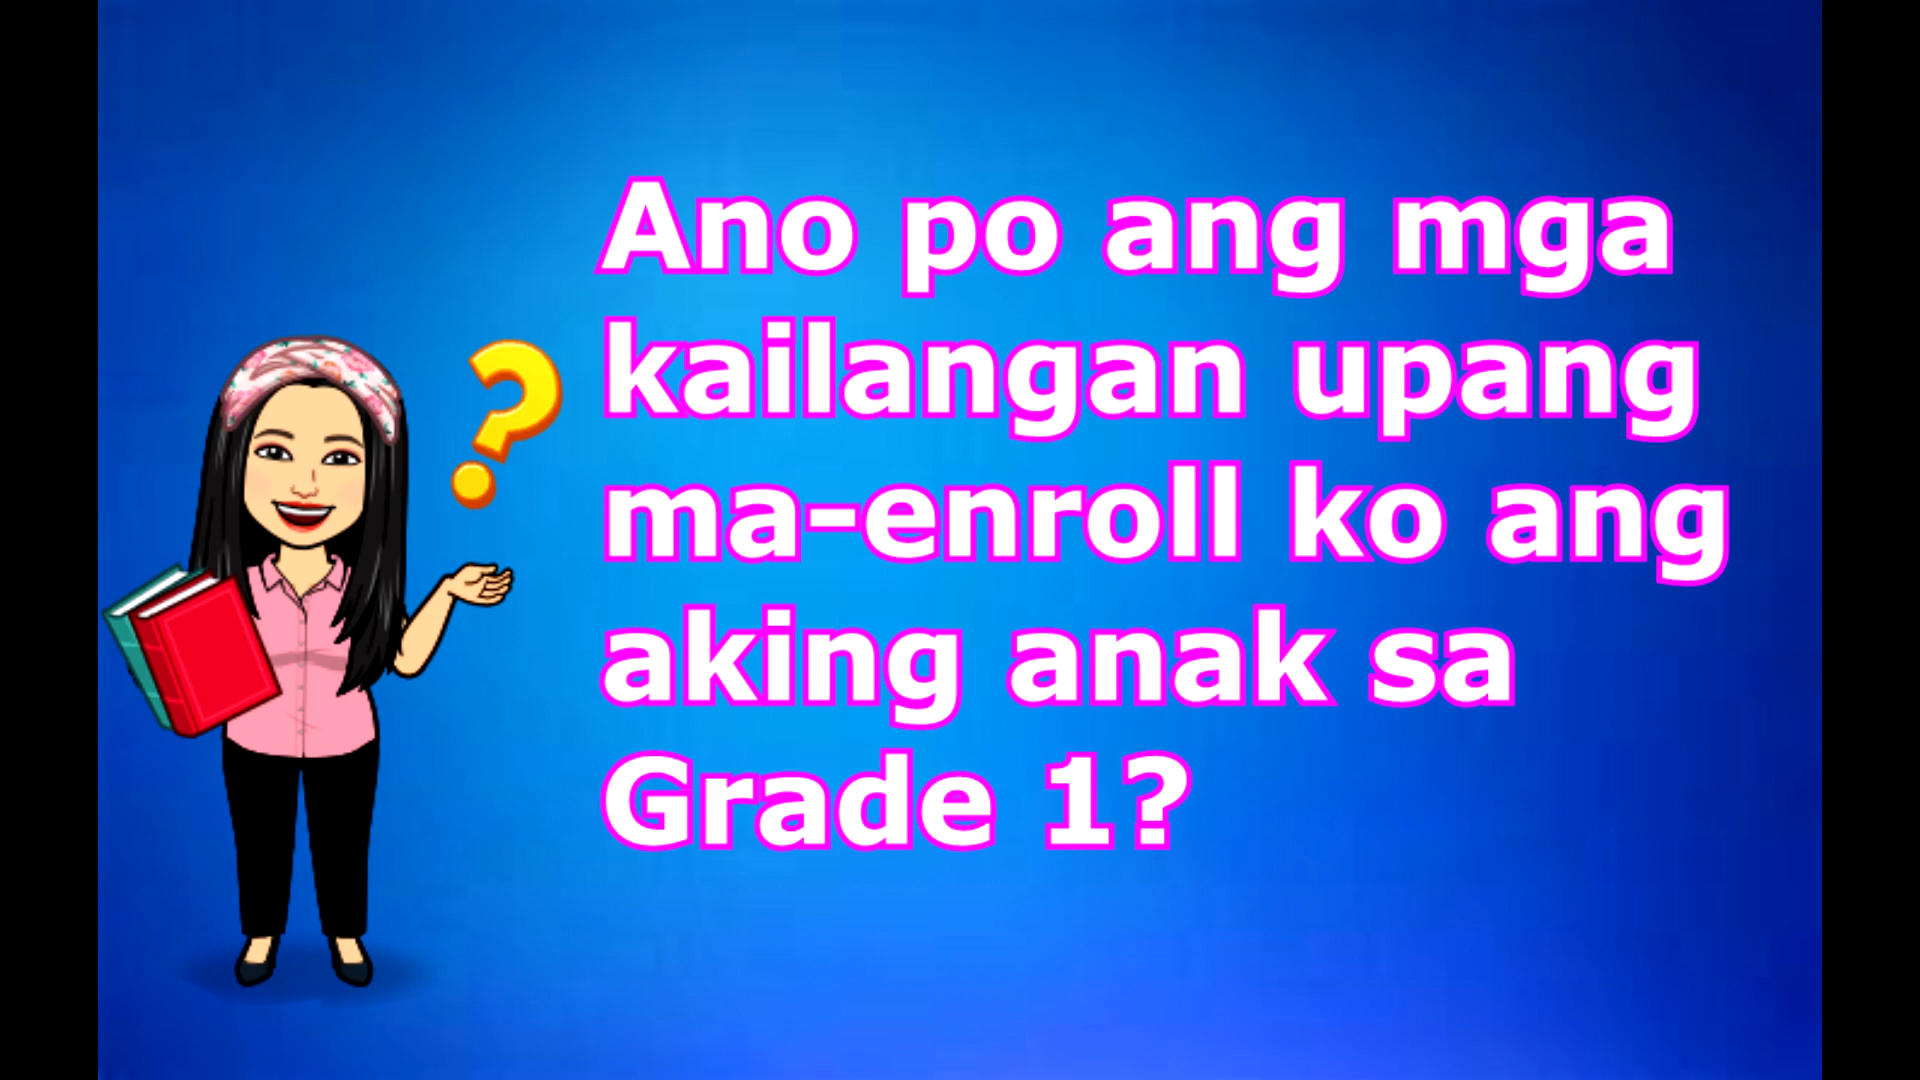 Ano po ang mga
kailangan upang
ma-enroll ko ang
aking anak sa
Grade 1?